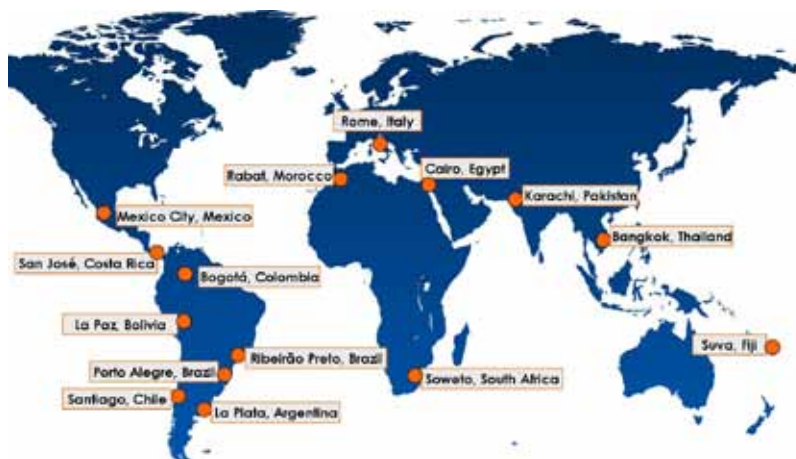 Rome, Italy
Rabat, Morocco
Cairo, Egypt
Karachi, Pakistan
Mexico City, Mexico
Bangkok, Thailand
San José, Costa Rica
Bogotá, Colombia
La Paz, Bolivia
Suva, Fiji
Ribeirão Preto, Brazil
Porto Alegre, Brazil
Soweto, South Africa
Santiago, Chile
La Plata, Argentina